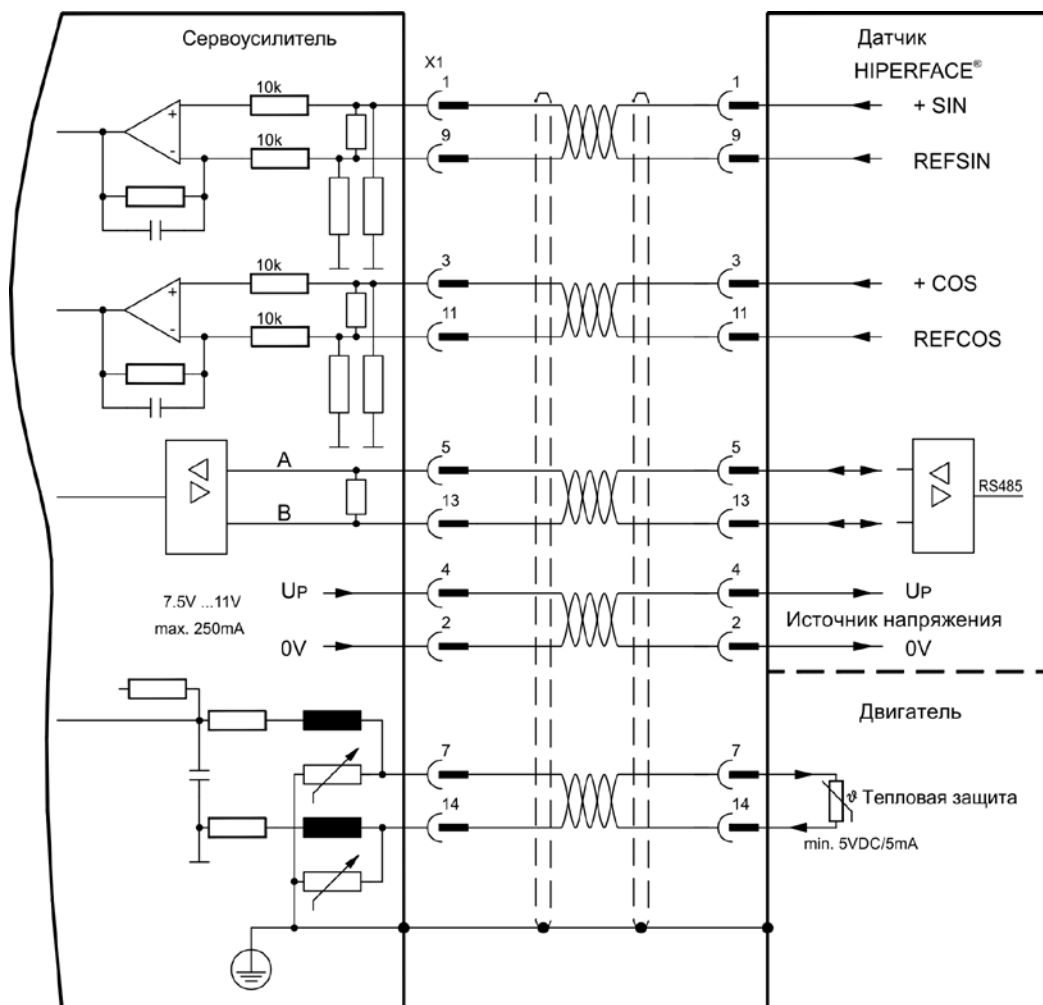 Сервоусилитель
X1
Датчик
HIPERFACE®
10k
1
1
+ SIN
+
-
10k
9
9
REFSIN
10k
3
3
+ COS
+
-
10k
11
11
REFCOS
A
5
5
RS485
B
13
13
7.5V ...11V
max. 250mA
UP
4
4
UP
Источник напряжения
0V
2
2
0V
Двигатель
7
7
ϑ Тепловая защита
14
14
min. 5VDC/5mA